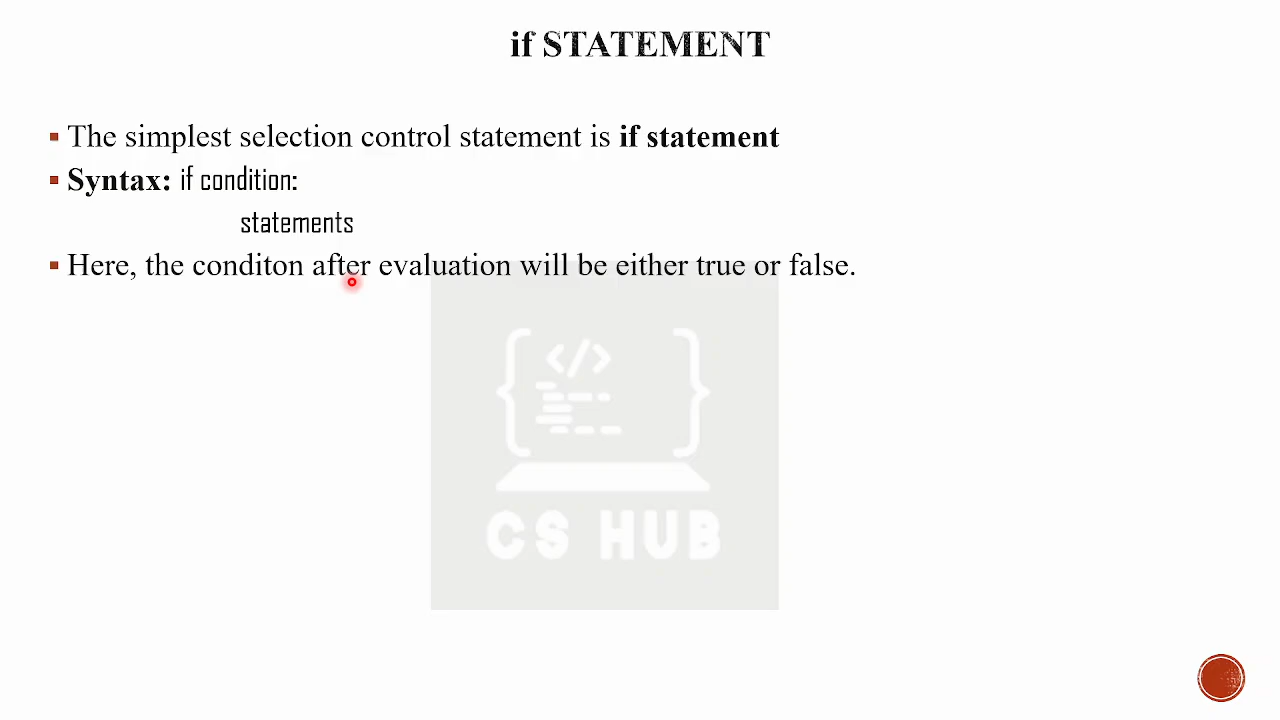 if STATEMENT
The simplest selection control statement is if statement
Syntax: if condition:
statements
Here, the conditon after evaluation will be either true or false.
</>
CS HUB